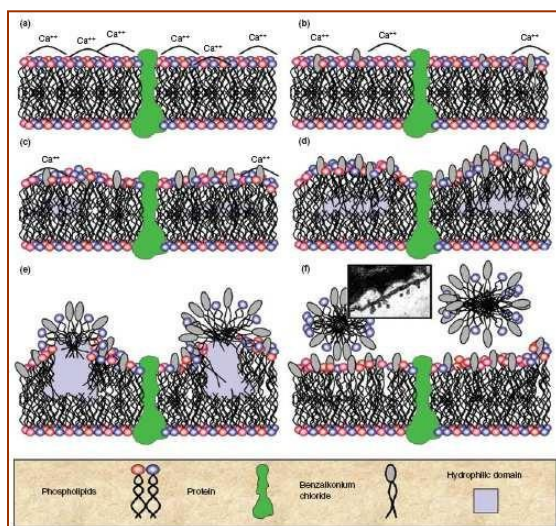 (a)
Ca++ Ca++ Ca++ Ca++ Ca++ Ca++
(b)
Ca++ Ca++ Ca++
(c)
Ca++ Ca++
(d)
(e)
(f)
Phospholipids
Protein
Benzalkonium
chloride
Hydrophilic domain